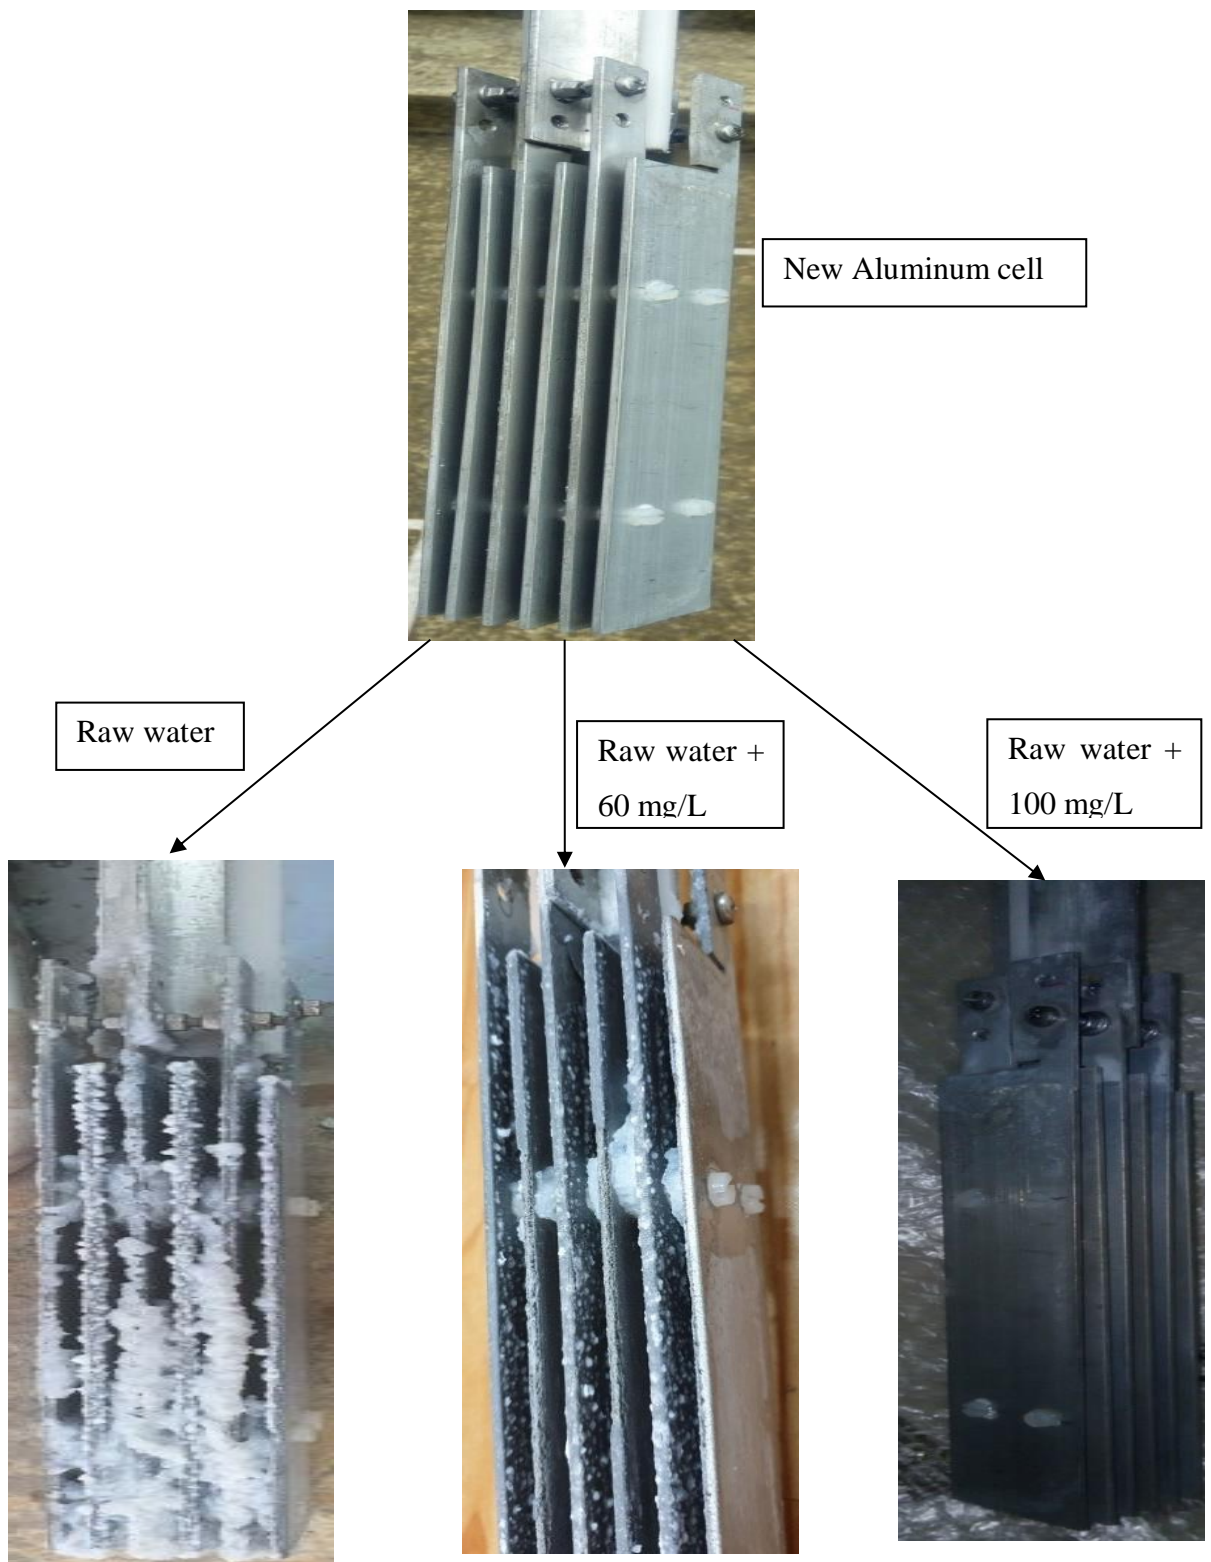 New Aluminum cell
Raw water
Raw water +
60 mg/L
Raw water +
100 mg/L